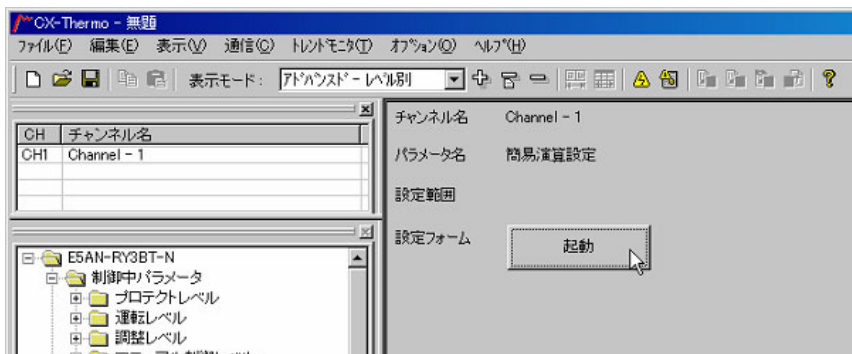 CX-Thermo - 無題
ファイル(F) 編集(E) 表示(V) 通信(C) トレンドモニタ(T) オプション(O) ヘルプ(H)
表示モード: アドバンスト - レベル別
CH チャンネル名
CH1 Channel - 1
チャンネル名 Channel - 1
パラメータ名 簡易演算設定
設定範囲
設定フォーム 起動
E5AN-RY3BT-N
制御中パラメータ
プロテクトレベル
運転レベル
調整レベル